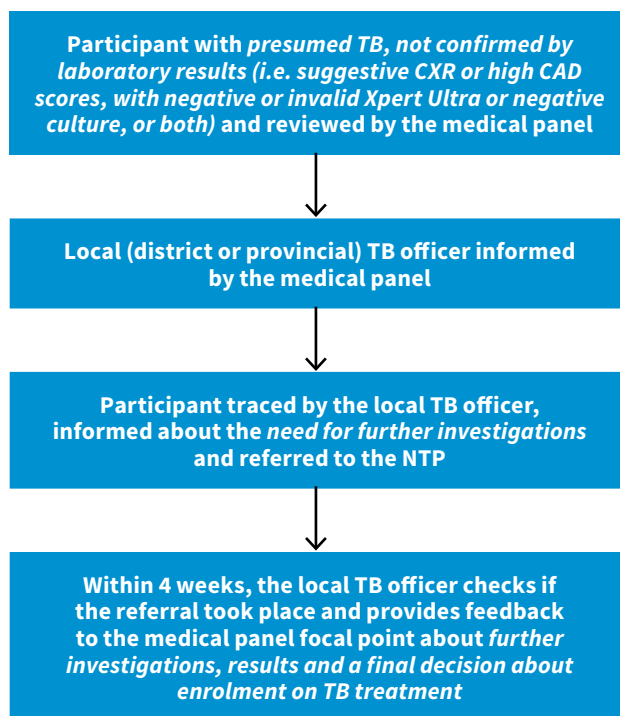 Participant with presumed TB, not confirmed by
laboratory results (i.e. suggestive CXR or high CAD
scores, with negative or invalid Xpert Ultra or negative
culture, or both) and reviewed by the medical panel
Local (district or provincial) TB officer informed
by the medical panel
Participant traced by the local TB officer,
informed about the need for further investigations
and referred to the NTP
Within 4 weeks, the local TB officer checks if
the referral took place and provides feedback
to the medical panel focal point about further
investigations, results and a final decision about
enrolment on TB treatment